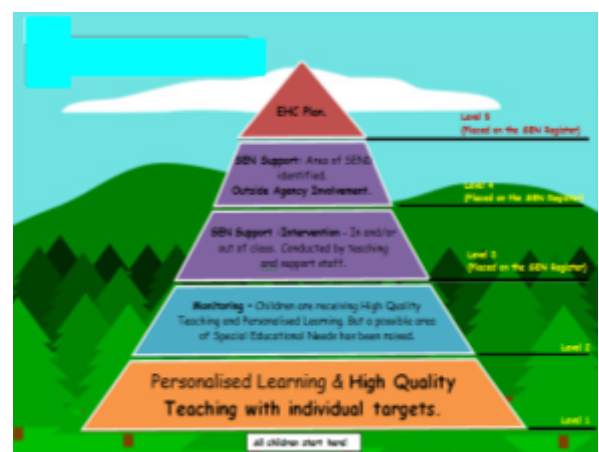 EHC Plan.
Level 5
(Placed on the SEN Register)
SEN Support: Area of SEND
identified.
Outside Agency Involvement.
Level 4
(Placed on the SEN Register)
SEN Support :Intervention - In and/or
out of class. Conducted by teaching
and support staff.
Level 3
(Placed on the SEN Register)
Monitoring - Children are receiving High Quality
Teaching and Personalised Learning. But a possible area
of Special Educational Needs has been raised.
Level 2
Personalised Learning & High Quality
Teaching with individual targets.
Level 1
All children start here!